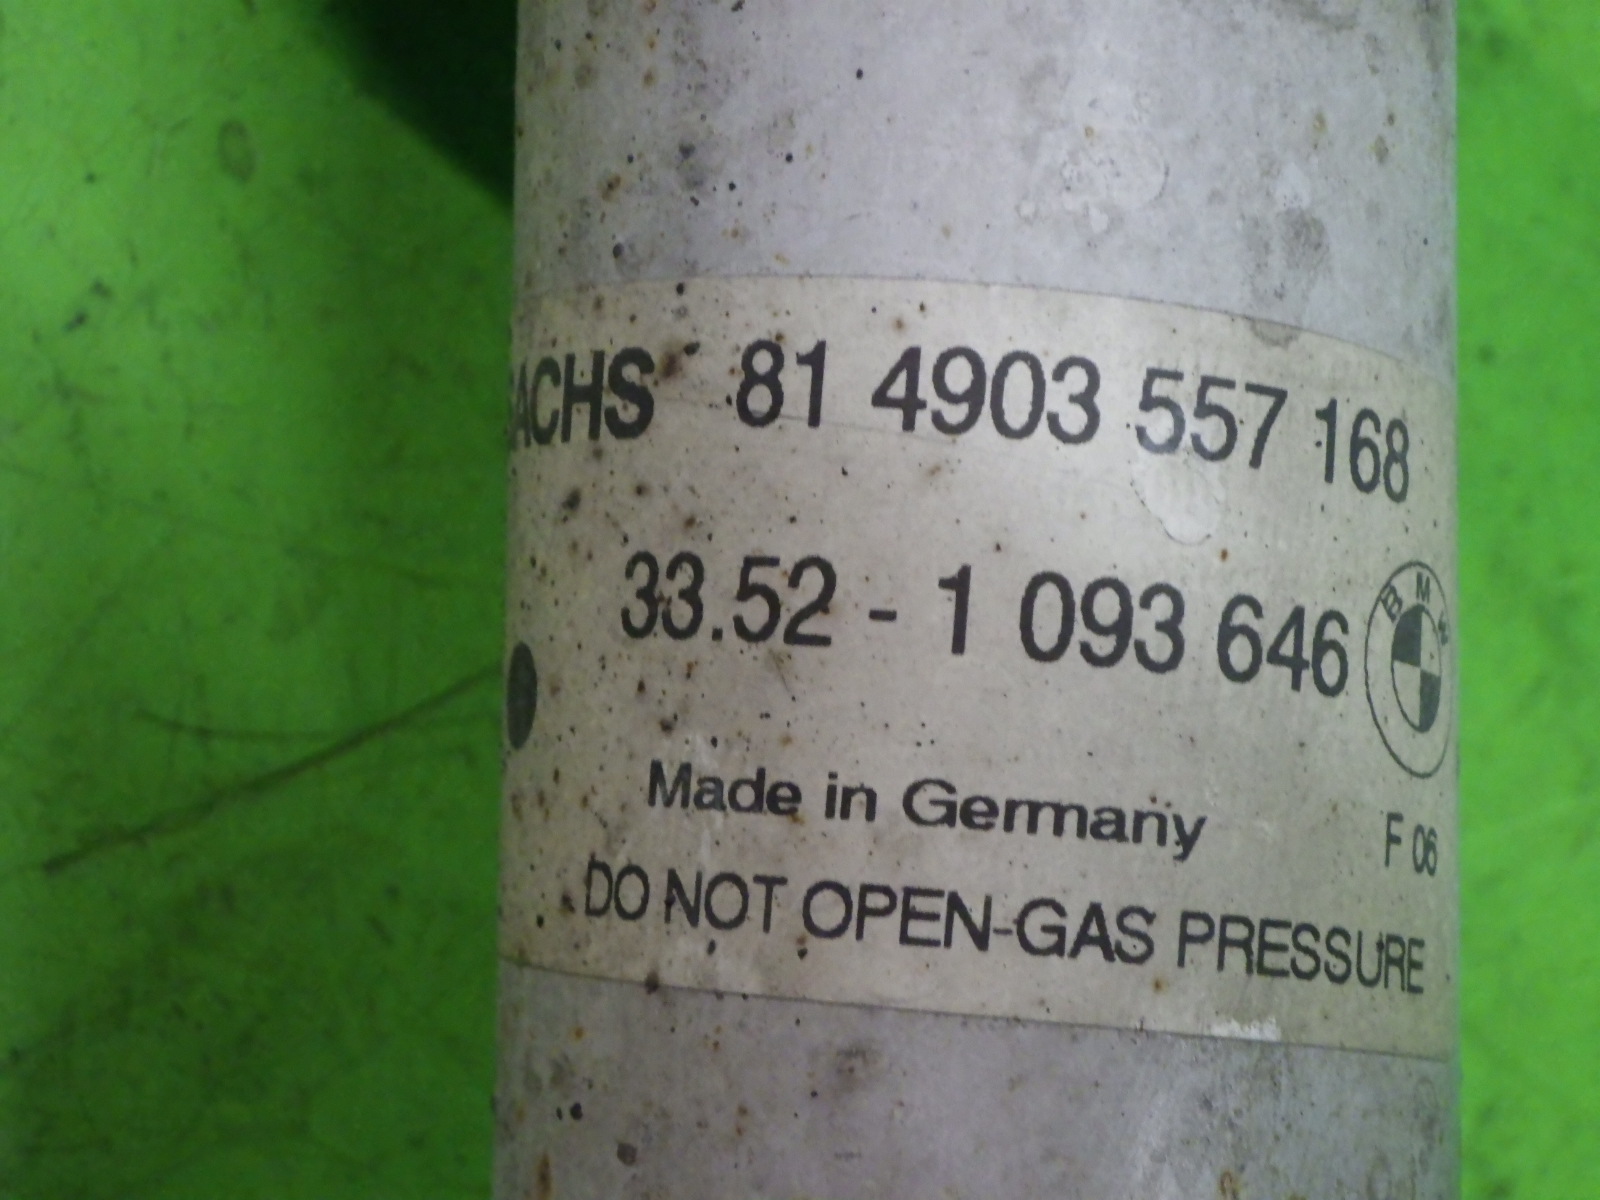 SACHS 81 4903 557 168
33.52 - 1 093 646
BMW
Made in Germany
F 06
DO NOT OPEN-GAS PRESSURE